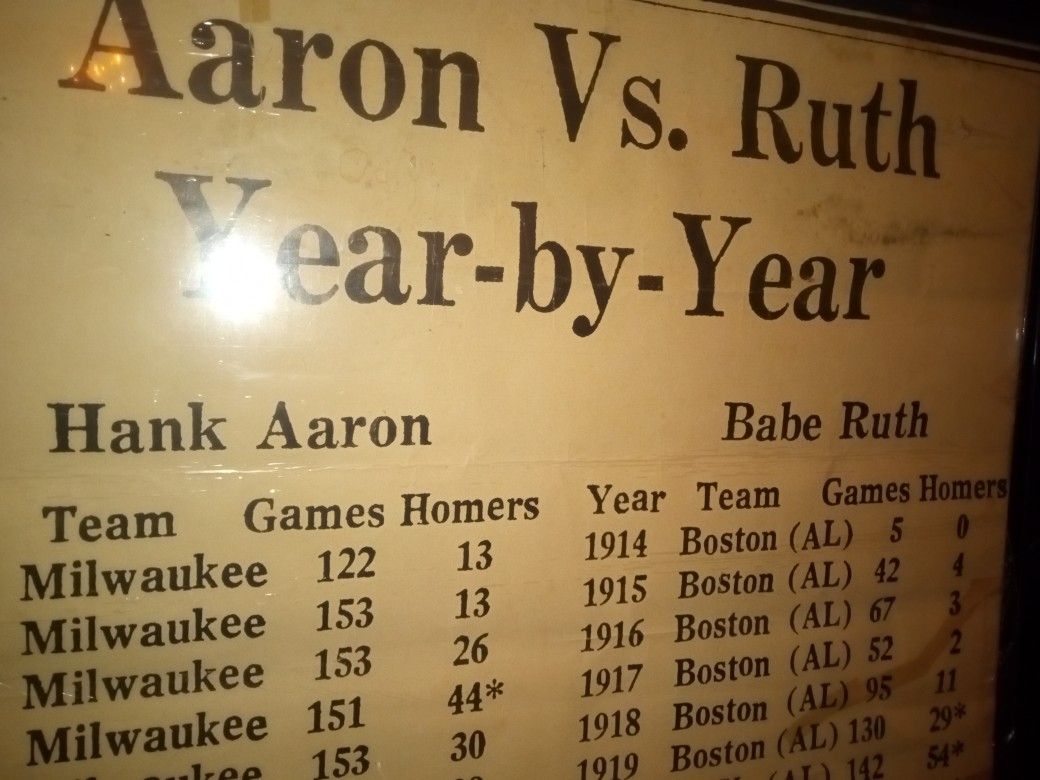 Aaron Vs. Ruth
Year-by-Year
Hank Aaron Babe Ruth
Team Games Homers Year Team Games Homers
Milwaukee 122 13 1914 Boston (AL) 5 0
Milwaukee 153 13 1915 Boston (AL) 42 4
Milwaukee 153 26 1916 Boston (AL) 67 3
Milwaukee 151 44* 1917 Boston (AL) 52 2
Milwaukee 153 30 1918 Boston (AL) 95 11
1919 Boston (AL) 130 29*
142 54*